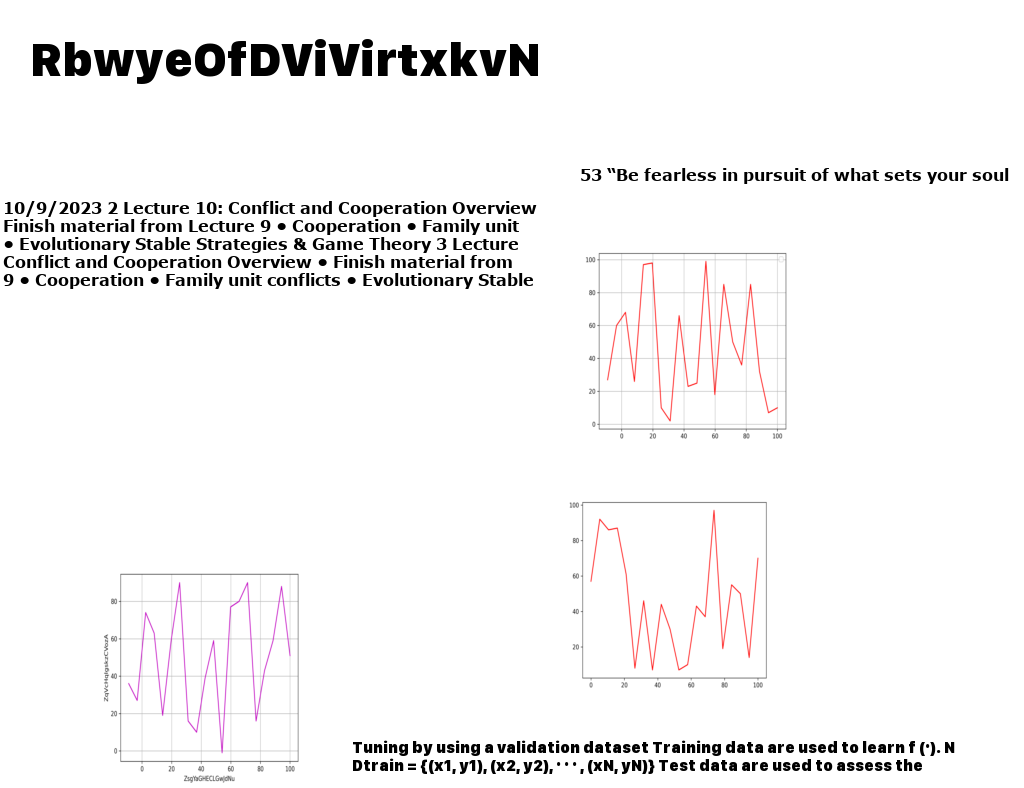 RbwyeOfDViVirtxkvN
53 “Be fearless in pursuit of what sets your soul
10/9/2023 2 Lecture 10: Conflict and Cooperation Overview
Finish material from Lecture 9 • Cooperation • Family unit
• Evolutionary Stable Strategies & Game Theory 3 Lecture
Conflict and Cooperation Overview • Finish material from
9 • Cooperation • Family unit conflicts • Evolutionary Stable
100
80
60
40
20
0
0 20 40 60 80 100
100
80
60
40
20
0 20 40 60 80 100
80
60
40
20
0
0 20 40 60 80 100
ZsgYaGHECLGwjdNu
Tuning by using a validation dataset Training data are used to learn f (·). N
Dtrain = {(x1, y1), (x2, y2), · · · , (xN, yN)} Test data are used to assess the